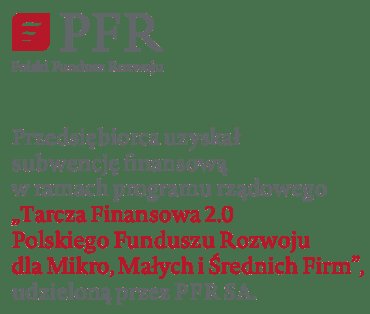 PFR
Polski Fundusz Rozwoju
Przedsiębiorca uzyskał
subwencję finansową
w ramach programu rządowego
„Tarcza Finansowa 2.0
Polskiego Funduszu Rozwoju
dla Mikro, Małych i Średnich Firm”,
udzieloną przez PFR SA.